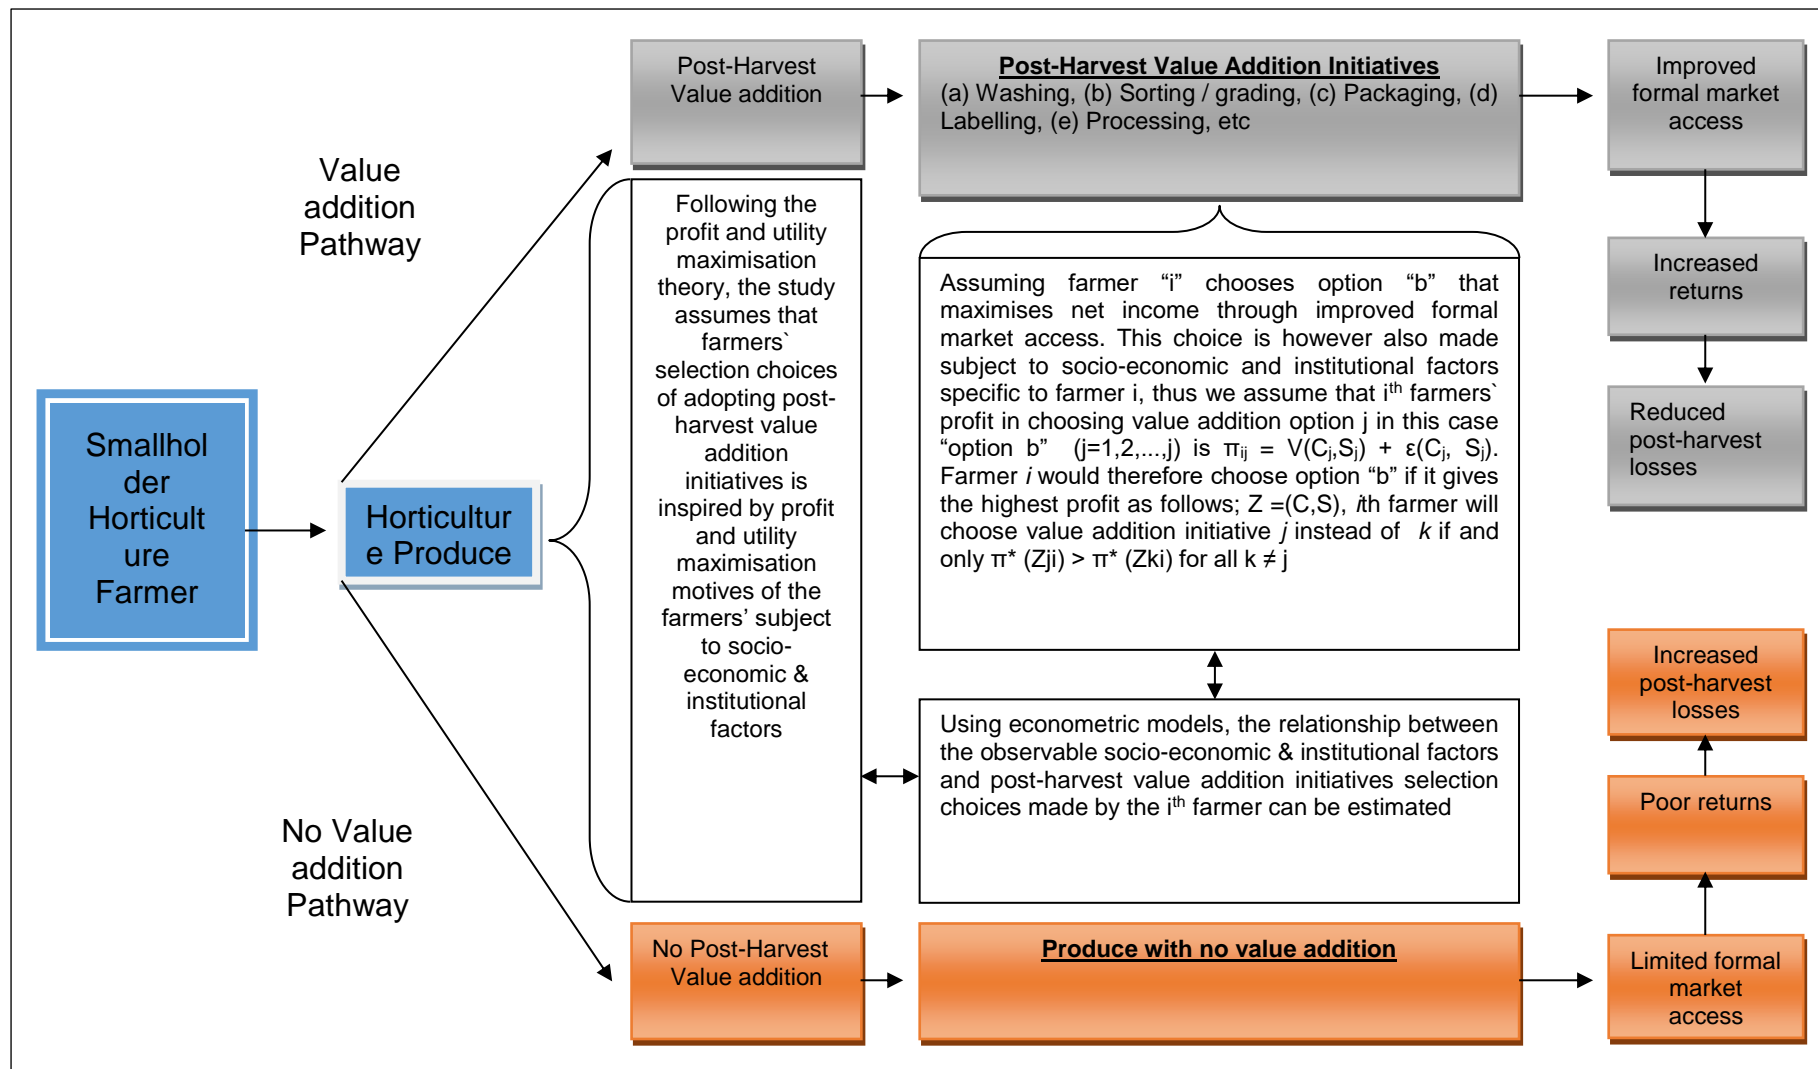 Smallhol
der
Horticult
ure
Farmer
Value
addition
Pathway
Horticultur
e Produce
No Value
addition
Pathway
Post-Harvest
Value addition
Post-Harvest Value Addition Initiatives
(a) Washing, (b) Sorting / grading, (c) Packaging, (d)
Labelling, (e) Processing, etc
Improved
formal market
access
Increased
returns
Reduced
post-harvest
losses
Following the
profit and utility
maximisation
theory, the study
assumes that
farmers`
selection choices
of adopting post-
harvest value
addition
initiatives is
inspired by profit
and utility
maximisation
motives of the
farmers’ subject
to socio-
economic &
institutional
factors
Assuming farmer “i” chooses option “b” that
maximises net income through improved formal
market access. This choice is however also made
subject to socio-economic and institutional factors
specific to farmer i, thus we assume that iᵗʰ farmers`
profit in choosing value addition option j in this case
“option b” (j=1,2,...,j) is πᵢⱼ = V(Cⱼ,Sⱼ) + ε(Cⱼ, Sⱼ).
Farmer i would therefore choose option “b” if it gives
the highest profit as follows; Z =(C,S), ith farmer will
choose value addition initiative j instead of k if and
only π* (Zji) > π* (Zki) for all k ≠ j
Using econometric models, the relationship between
the observable socio-economic & institutional factors
and post-harvest value addition initiatives selection
choices made by the iᵗʰ farmer can be estimated
Increased
post-harvest
losses
Poor returns
Limited formal
market
access
No Post-Harvest
Value addition
Produce with no value addition